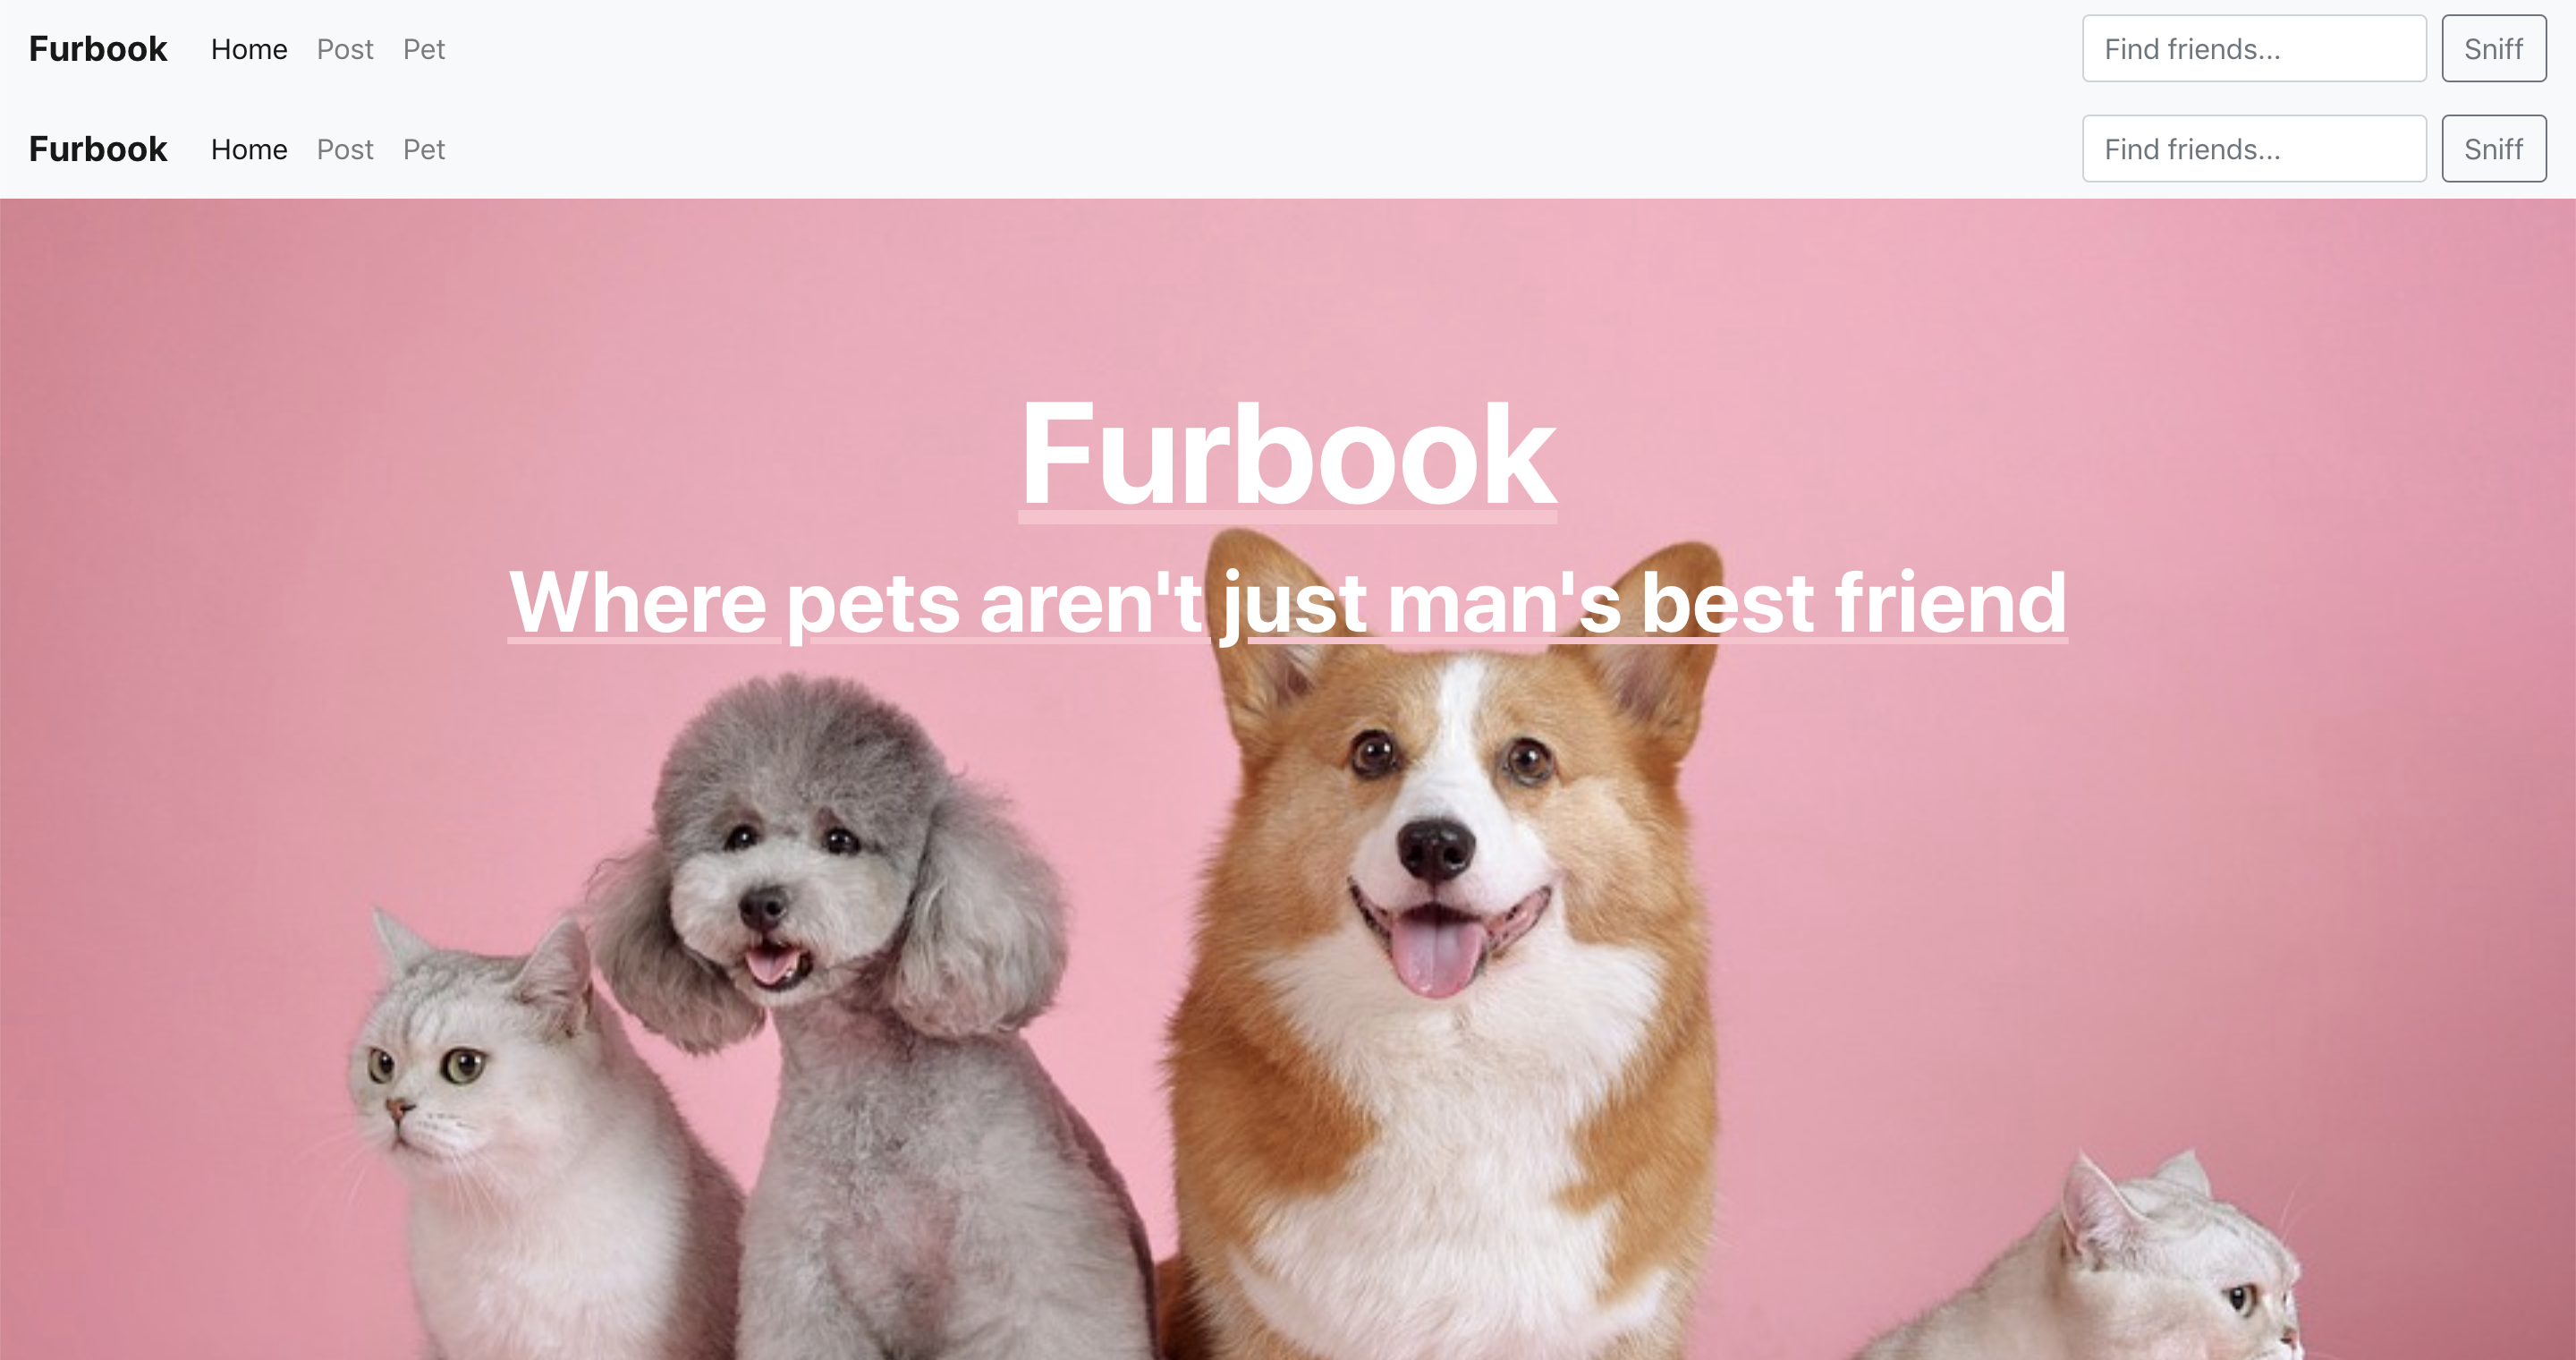 Furbook Home Post Pet Find friends... Sniff
Furbook Home Post Pet Find friends... Sniff
Furbook
Where pets aren't just man's best friend